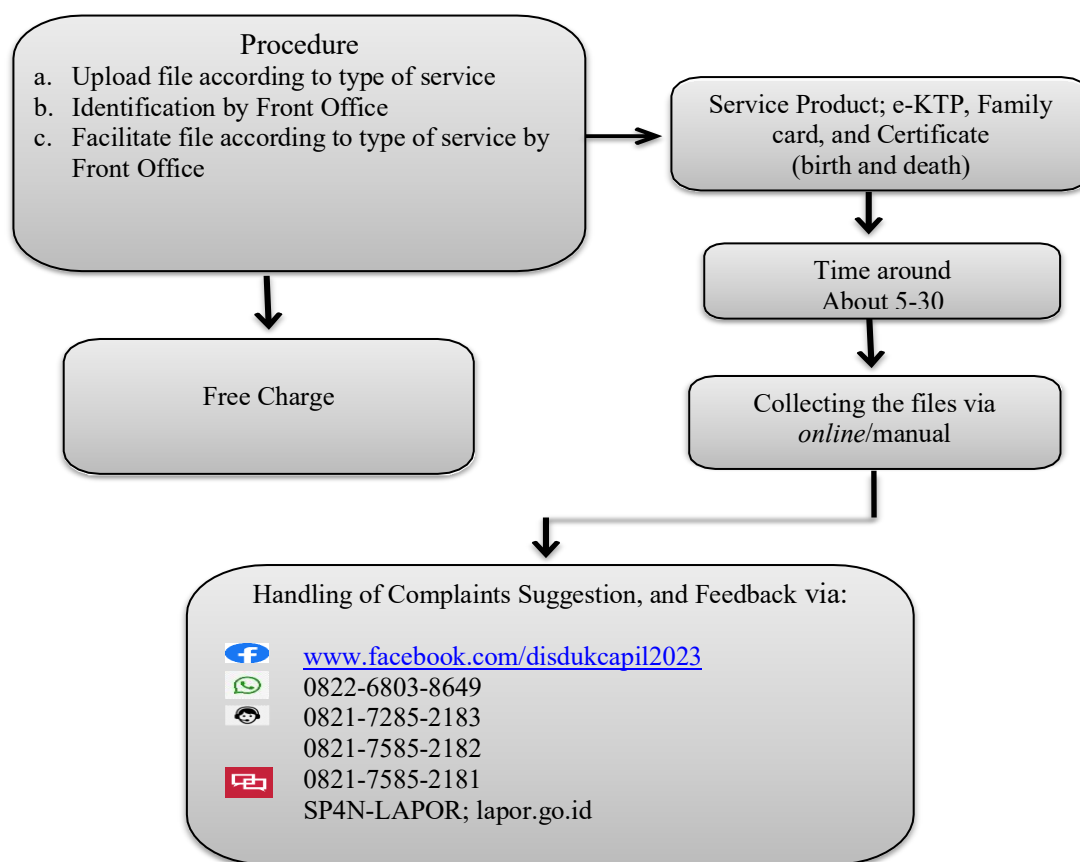 Procedure
a. Upload file according to type of service
b. Identification by Front Office
c. Facilitate file according to type of service by
Front Office
Service Product; e-KTP, Family
card, and Certificate
(birth and death)
Time around
About 5-30
Free Charge
Collecting the files via
online/manual
Handling of Complaints Suggestion, and Feedback via:
www.facebook.com/disdukcapil2023
0822-6803-8649
0821-7285-2183
0821-7585-2182
0821-7585-2181
SP4N-LAPOR; lapor.go.id